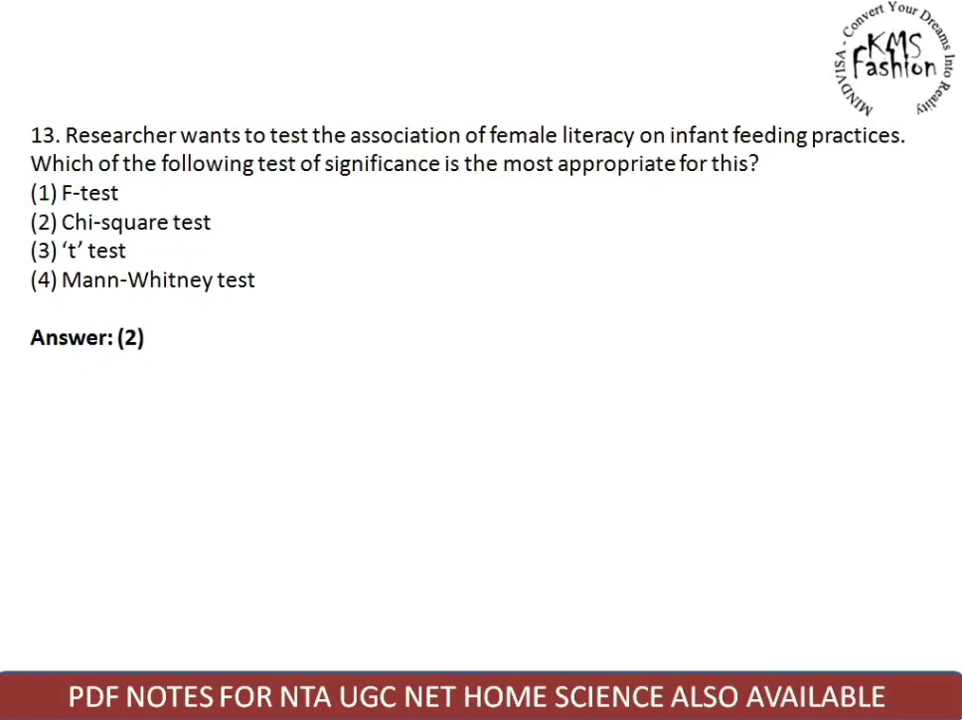 MINDVISA - Convert Your Dreams Into Reality
KMS
Fashion
13. Researcher wants to test the association of female literacy on infant feeding practices.
Which of the following test of significance is the most appropriate for this?
(1) F-test
(2) Chi-square test
(3) ‘t’ test
(4) Mann-Whitney test
Answer: (2)
PDF NOTES FOR NTA UGC NET HOME SCIENCE ALSO AVAILABLE